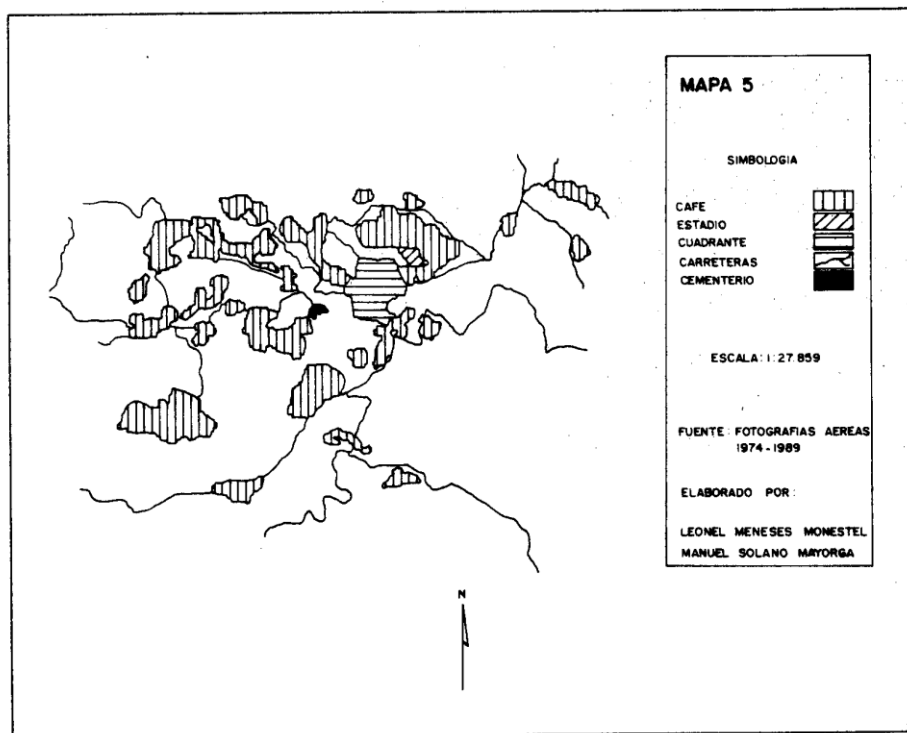 MAPA 5
SIMBOLOGIA
CAFE
ESTADIO
CUADRANTE
CARRETERAS
CEMENTERIO
ESCALA: 1:27.859
FUENTE: FOTOGRAFIAS AEREAS
1974-1989
ELABORADO POR:
LEONEL MENESES MONESTEL
MANUEL SOLANO MAYORGA
N